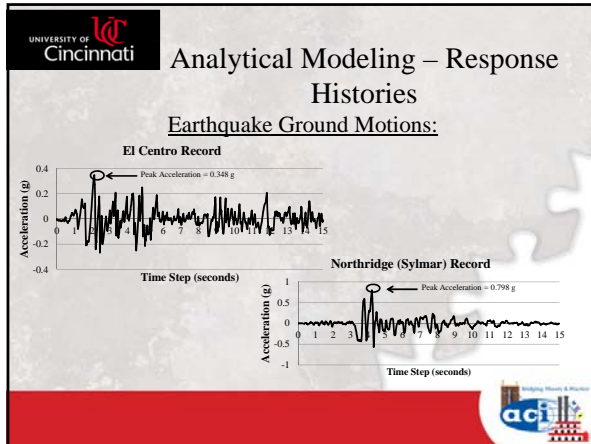 UNIVERSITY OF UC
Cincinnati
Analytical Modeling – Response
Histories
Earthquake Ground Motions:
El Centro Record
Peak Acceleration = 0.348 g
Acceleration (g)
0.4
0.2
0
-0.2
-0.4
0 1 2 3 4 5 6 7 8 9 10 11 12 13 14 15
Time Step (seconds)
Northridge (Sylmar) Record
Peak Acceleration = 0.798 g
Acceleration (g)
1
0.5
0
-0.5
-1
0 1 2 3 4 5 6 7 8 9 10 11 12 13 14 15
Time Step (seconds)
Bridging Theory & Practice
aci